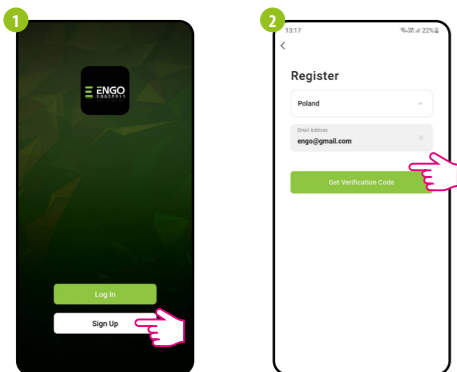 1
ENGO
CONTROLS
Log In
Sign Up
2
13:17
22%
Register
Poland
Email Address
engo@gmail.com
Get Verification Code